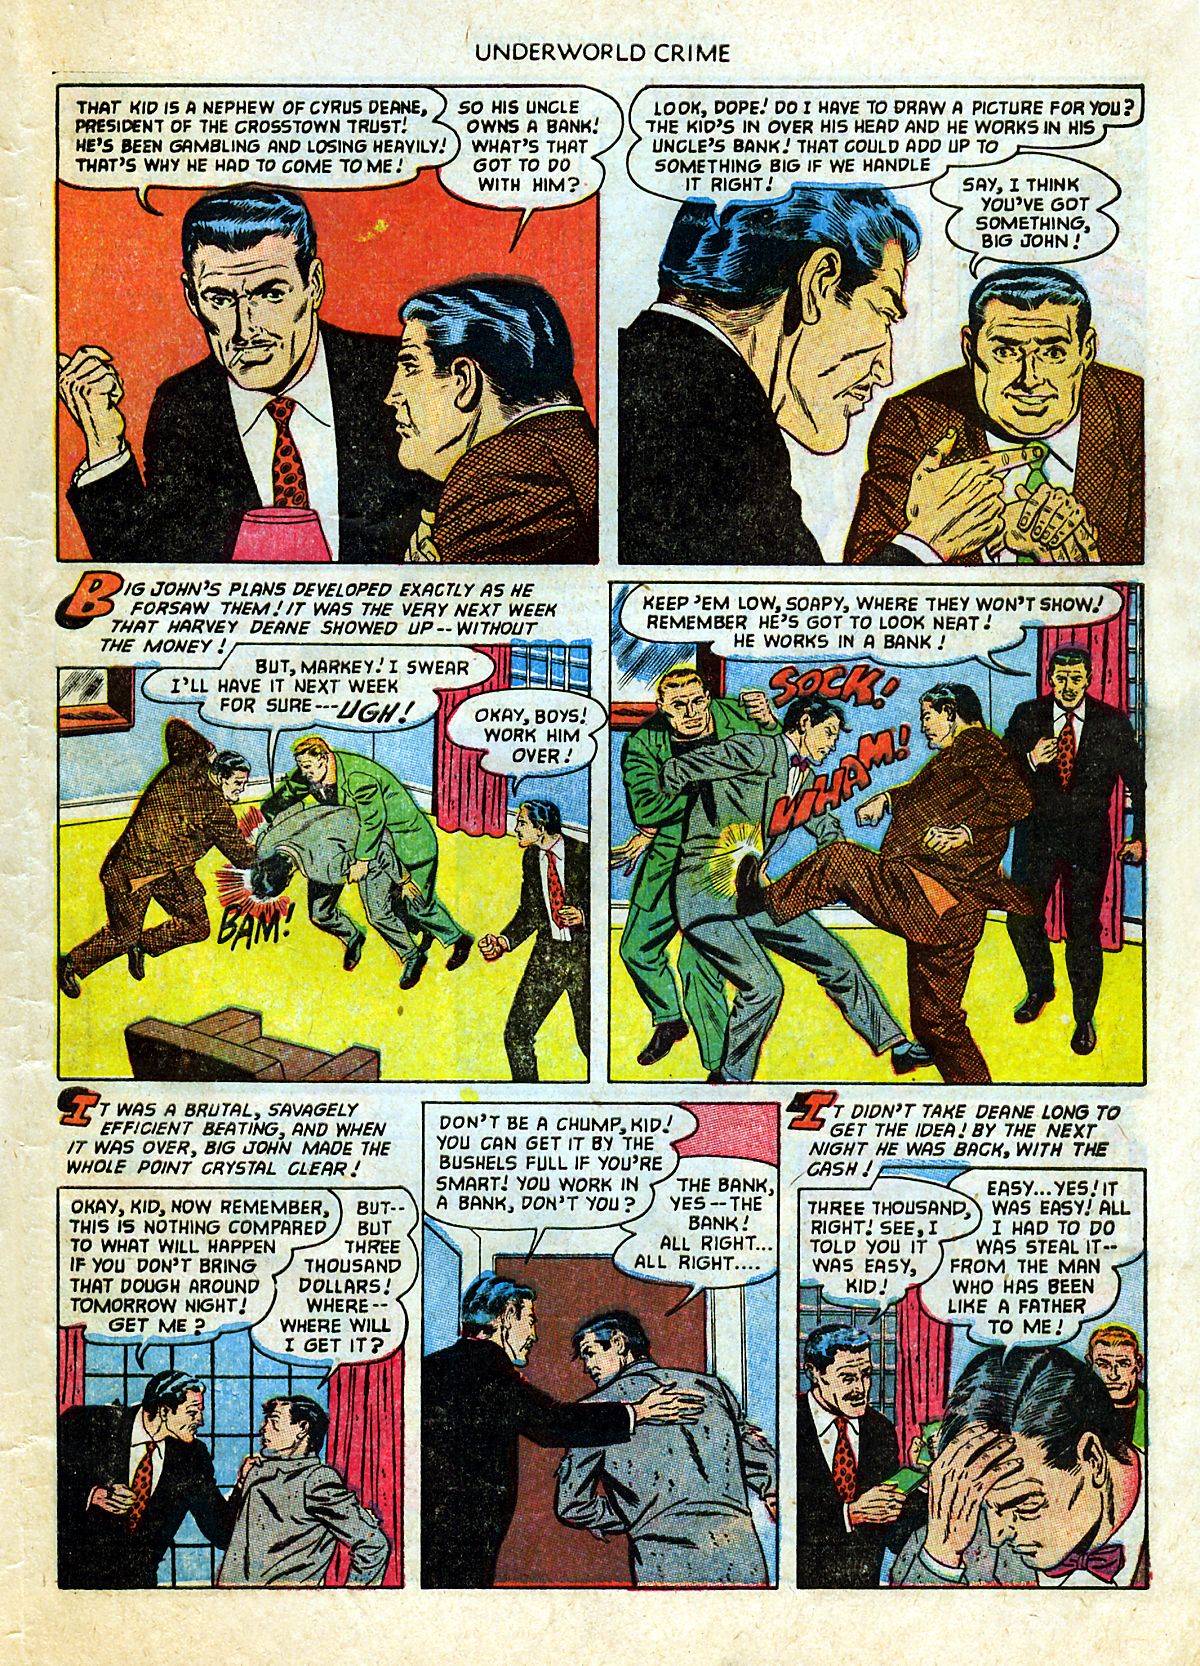 UNDERWORLD CRIME
THAT KID IS A NEPHEW OF CYRUS DEANE,
PRESIDENT OF THE CROSSTOWN TRUST!
HE'S BEEN GAMBLING AND LOSING HEAVILY!
THAT'S WHY HE HAD TO COME TO ME!
SO HIS UNCLE
OWNS A BANK!
WHAT'S THAT
GOT TO DO
WITH HIM?
LOOK, DOPE! DO I HAVE TO DRAW A PICTURE FOR YOU?
THE KID'S IN OVER HIS HEAD AND HE WORKS IN HIS
UNCLE'S BANK! THAT COULD ADD UP TO
SOMETHING BIG IF WE HANDLE
IT RIGHT!
SAY, I THINK
YOU'VE GOT
SOMETHING,
BIG JOHN!
BIG JOHN'S PLANS DEVELOPED EXACTLY AS HE
FORSAW THEM! IT WAS THE VERY NEXT WEEK
THAT HARVEY DEANE SHOWED UP--WITHOUT
THE MONEY!
BUT, MARKEY! I SWEAR
I'LL HAVE IT NEXT WEEK
FOR SURE---UGH!
OKAY, BOYS!
WORK HIM
OVER!
BAM!
KEEP 'EM LOW, SOAPY, WHERE THEY WON'T SHOW!
REMEMBER HE'S GOT TO LOOK NEAT!
HE WORKS IN A BANK!
SOCK!
WHAM!
IT WAS A BRUTAL, SAVAGELY
EFFICIENT BEATING, AND WHEN
IT WAS OVER, BIG JOHN MADE THE
WHOLE POINT CRYSTAL CLEAR!
OKAY, KID, NOW REMEMBER,
THIS IS NOTHING COMPARED
TO WHAT WILL HAPPEN
IF YOU DON'T BRING
THAT DOUGH AROUND
TOMORROW NIGHT!
GET ME?
BUT--
BUT
THREE
THOUSAND
DOLLARS!
WHERE--
WHERE WILL
I GET IT?
DON'T BE A CHUMP, KID!
YOU CAN GET IT BY THE
BUSHELS FULL IF YOU'RE
SMART! YOU WORK IN
A BANK, DON'T YOU?
THE BANK,
YES--THE
BANK!
ALL RIGHT...
ALL RIGHT....
IT DIDN'T TAKE DEANE LONG TO
GET THE IDEA! BY THE NEXT
NIGHT HE WAS BACK, WITH THE
CASH!
THREE THOUSAND,
RIGHT! SEE, I
TOLD YOU IT
WAS EASY,
KID!
EASY...YES! IT
WAS EASY! ALL
I HAD TO DO
WAS STEAL IT--
FROM THE MAN
WHO HAS BEEN
LIKE A FATHER
TO ME!